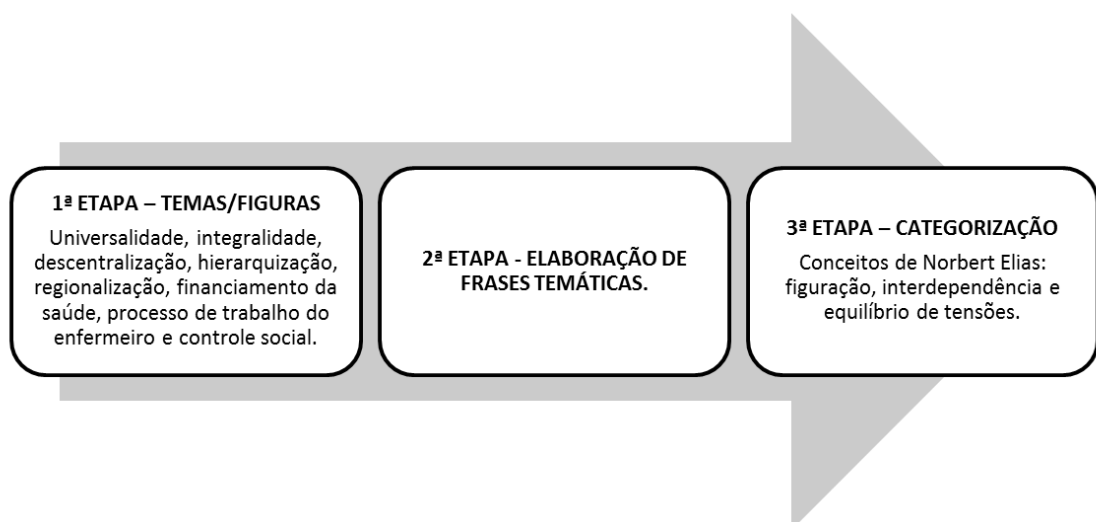 1ª ETAPA – TEMAS/FIGURAS
Universalidade, integralidade,
descentralização, hierarquização,
regionalização, financiamento da
saúde, processo de trabalho do
enfermeiro e controle social.
2ª ETAPA - ELABORAÇÃO DE
FRASES TEMÁTICAS.
3ª ETAPA – CATEGORIZAÇÃO
Conceitos de Norbert Elias:
figuração, interdependência e
equilíbrio de tensões.